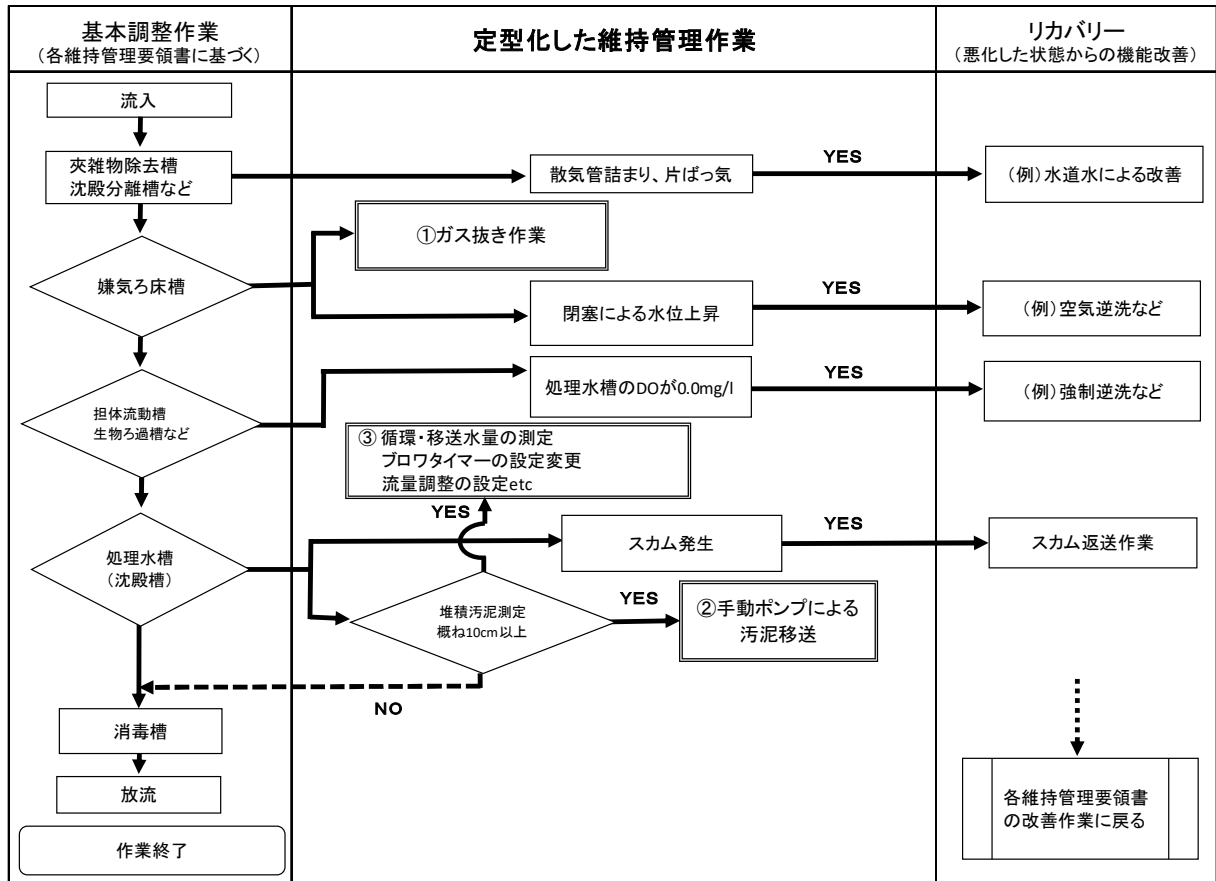 基本調整作業
(各維持管理要領書に基づく)
定型化した維持管理作業
リカバリー
(悪化した状態からの機能改善)
流入
夾雑物除去槽
沈殿分離槽など
散気管詰まり、片ばっ気
YES
(例)水道水による改善
①ガス抜き作業
嫌気ろ床槽
閉塞による水位上昇
YES
(例)空気逆洗など
担体流動槽
生物ろ過槽など
処理水槽のDOが0.0mg/l
YES
(例)強制逆洗など
③ 循環・移送水量の測定
ブロワタイマーの設定変更
流量調整の設定etc
YES
処理水槽
(沈殿槽)
スカム発生
YES
スカム返送作業
堆積汚泥測定
概ね10cm以上
YES
②手動ポンプによる
汚泥移送
NO
消毒槽
放流
作業終了
各維持管理要領書
の改善作業に戻る